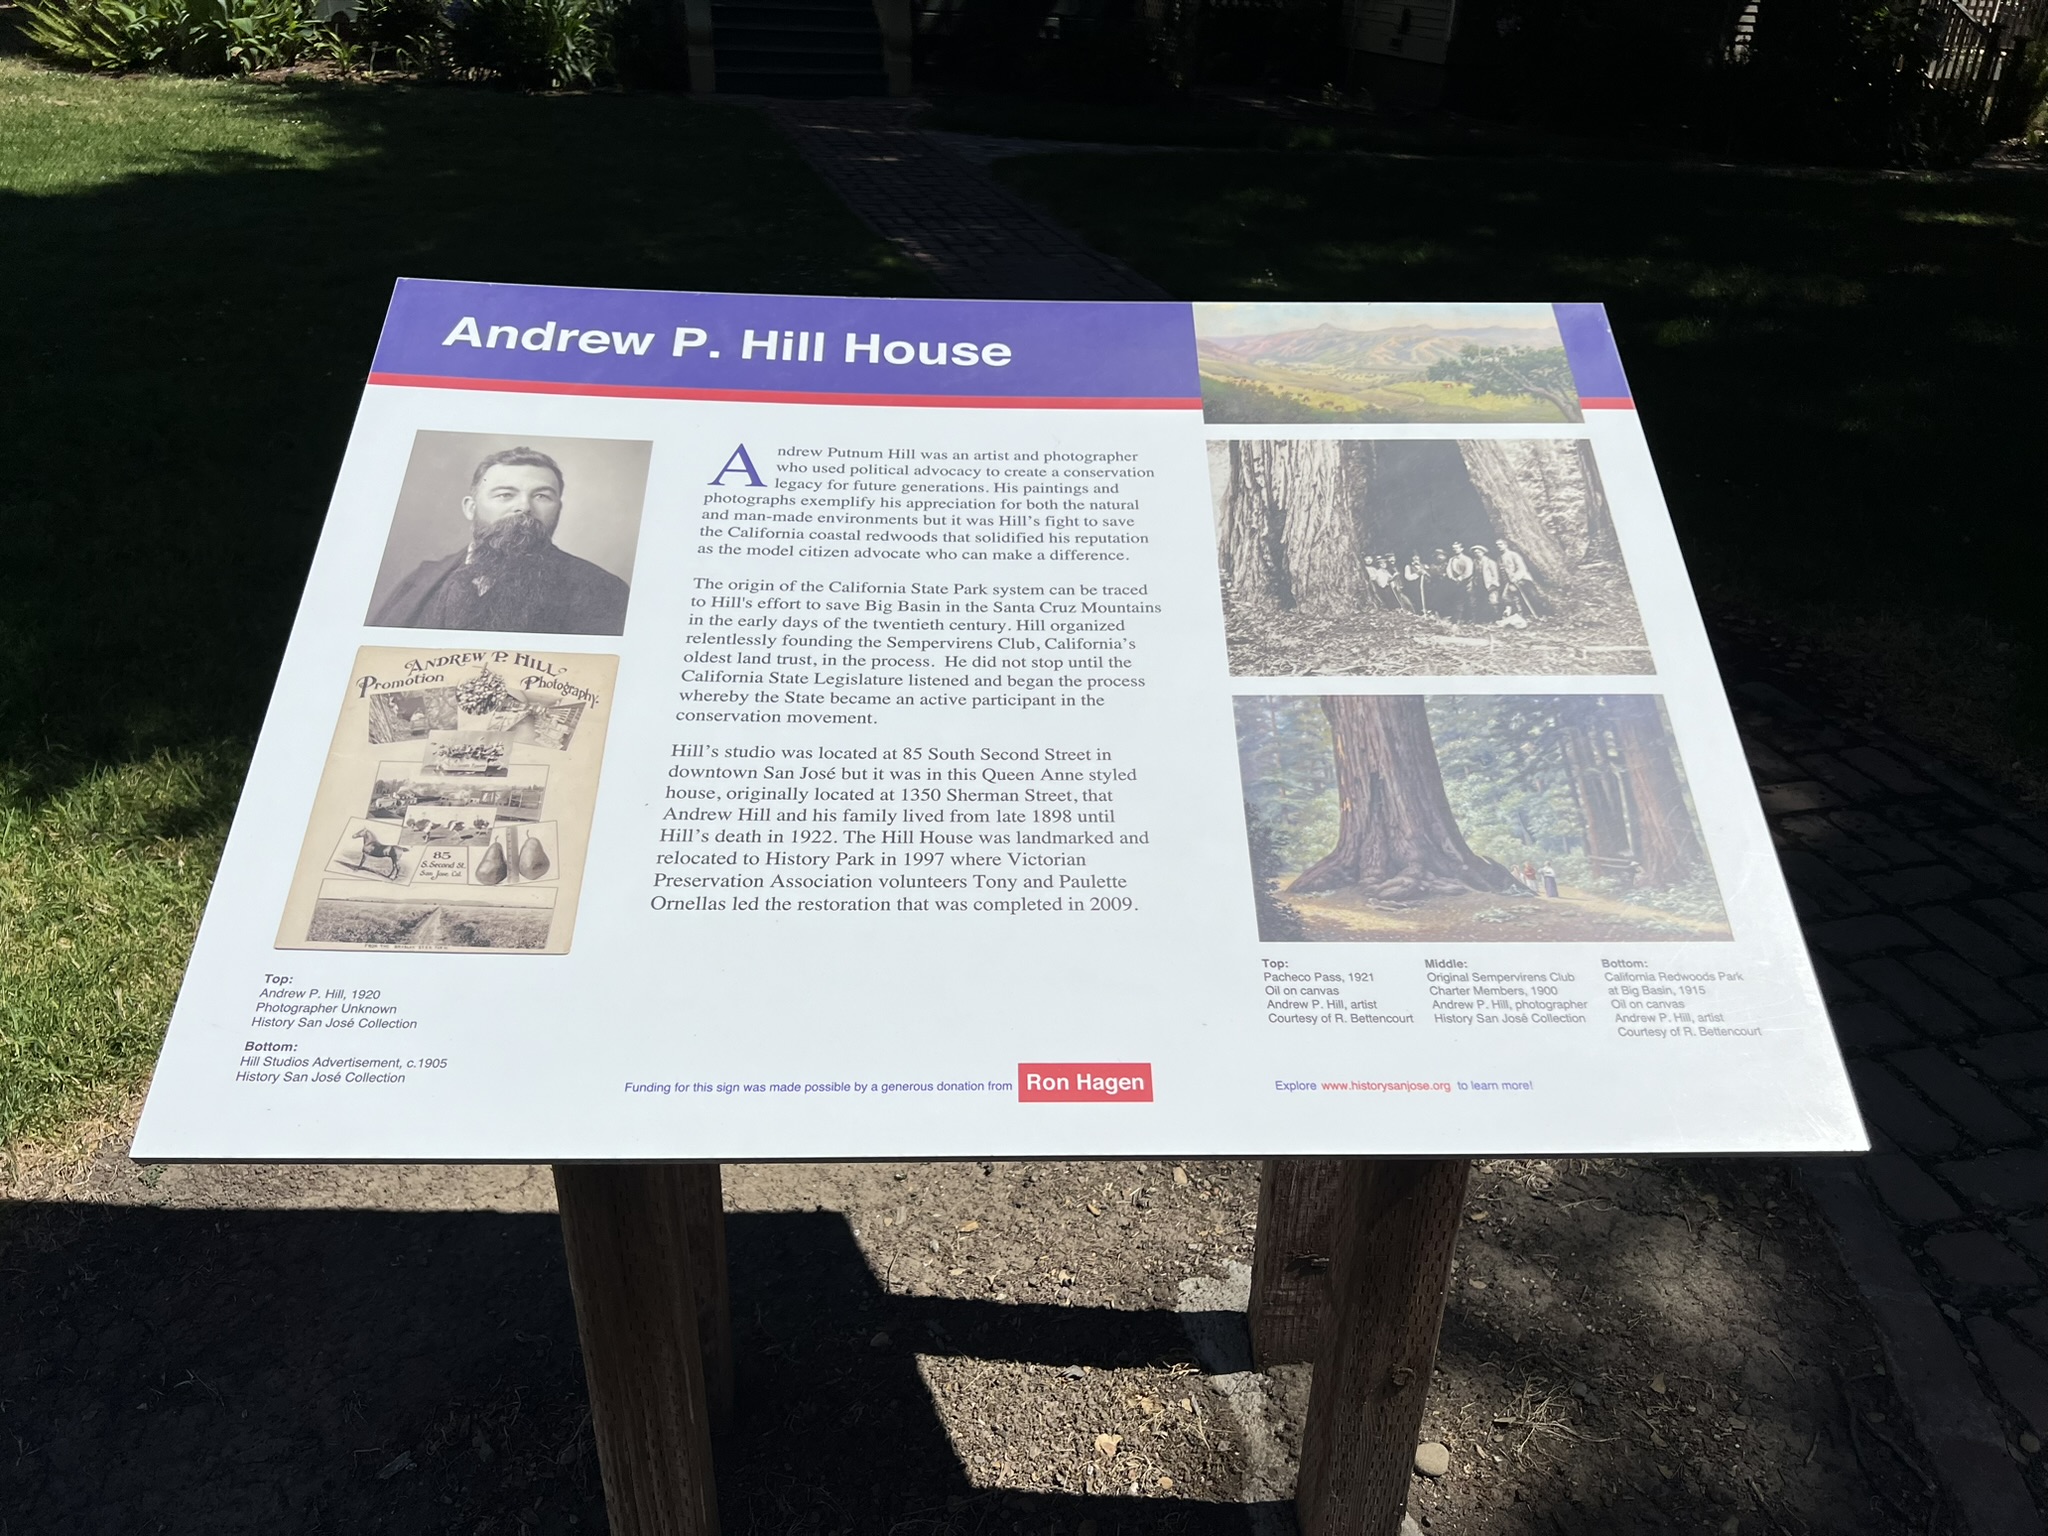 Andrew P. Hill House
Andrew Putnum Hill was an artist and photographer
who used political advocacy to create a conservation
legacy for future generations. His paintings and
photographs exemplify his appreciation for both the natural
and man-made environments but it was Hill's fight to save
the California coastal redwoods that solidified his reputation
as the model citizen advocate who can make a difference.
The origin of the California State Park system can be traced
to Hill's effort to save Big Basin in the Santa Cruz Mountains
in the early days of the twentieth century. Hill organized
relentlessly founding the Sempervirens Club, California's
oldest land trust, in the process. He did not stop until the
California State Legislature listened and began the process
whereby the State became an active participant in the
conservation movement.
Hill's studio was located at 85 South Second Street in
downtown San José but it was in this Queen Anne styled
house, originally located at 1350 Sherman Street, that
Andrew Hill and his family lived from late 1898 until
Hill's death in 1922. The Hill House was landmarked and
relocated to History Park in 1997 where Victorian
Preservation Association volunteers Tony and Paulette
Ornellas led the restoration that was completed in 2009.
Andrew P. Hill
Promotion Photography.
85
S. Second St.
San Jose, Cal.
Top:
Andrew P. Hill, 1920
Photographer Unknown
History San José Collection
Bottom:
Hill Studios Advertisement, c.1905
History San José Collection
Top:
Pacheco Pass, 1921
Oil on canvas
Andrew P. Hill, artist
Courtesy of R. Bettencourt
Middle:
Original Sempervirens Club
Charter Members, 1900
Andrew P. Hill, photographer
History San José Collection
Bottom:
California Redwoods Park
at Big Basin, 1915
Oil on canvas
Andrew P. Hill, artist
Courtesy of R. Bettencourt
Funding for this sign was made possible by a generous donation from Ron Hagen
Explore www.historysanjose.org to learn more!